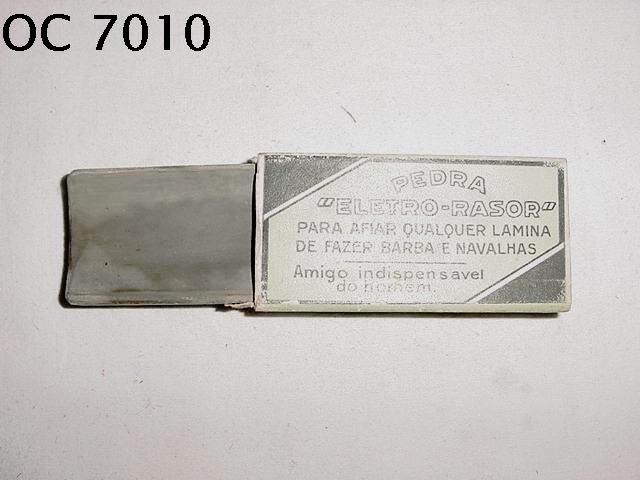 OC 7010
PEDRA
"ELETRO-RASOR"
PARA AFIAR QUALQUER LAMINA
DE FAZER BARBA E NAVALHAS
Amigo indispensavel
do homem.